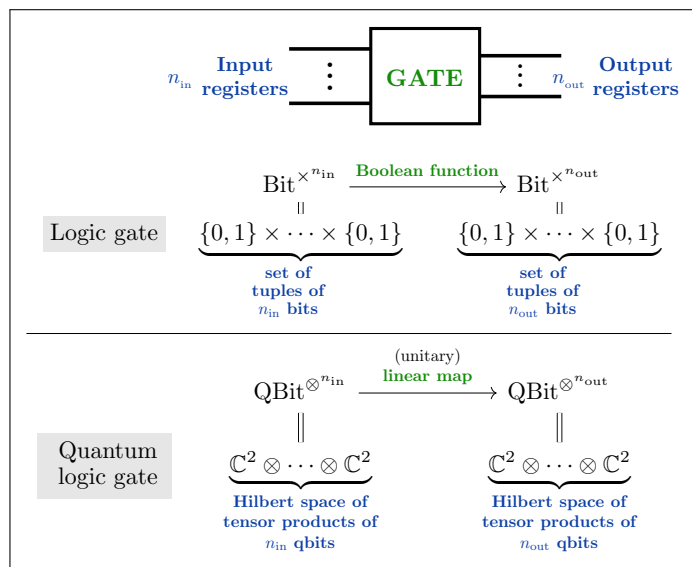 Input
registers
n_in
GATE
n_out
Output
registers
Bit^{×n_in} Boolean function Bit^{×n_out}
= =
Logic gate {0, 1} × ⋯ × {0, 1} {0, 1} × ⋯ × {0, 1}
set of set of
tuples of tuples of
n_in bits n_out bits
(unitary)
QBit^{⊗n_in} linear map QBit^{⊗n_out}
= =
Quantum
logic gate
ℂ² ⊗ ⋯ ⊗ ℂ² ℂ² ⊗ ⋯ ⊗ ℂ²
Hilbert space of Hilbert space of
tensor products of tensor products of
n_in qbits n_out qbits